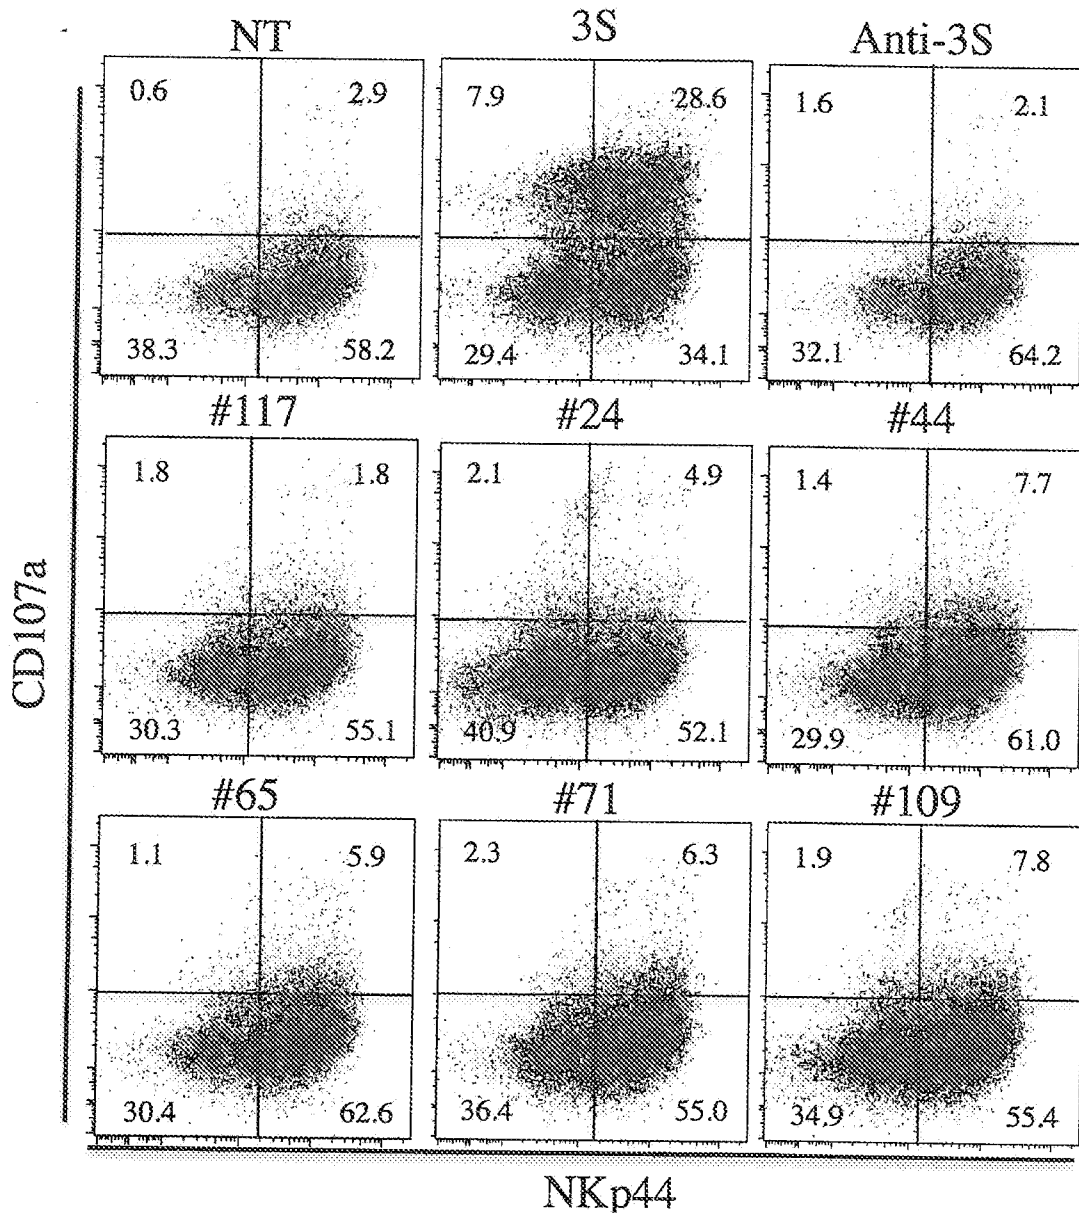 NT 3S Anti-3S
0.6 2.9 7.9 28.6 1.6 2.1
38.3 58.2 29.4 34.1 32.1 64.2
#117 #24 #44
1.8 1.8 2.1 4.9 1.4 7.7
30.3 55.1 40.9 52.1 29.9 61.0
#65 #71 #109
1.1 5.9 2.3 6.3 1.9 7.8
30.4 62.6 36.4 55.0 34.9 55.4
CD107a
NKp44